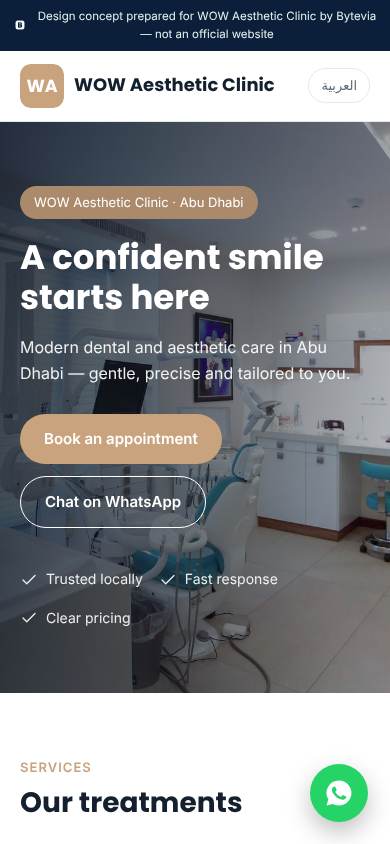 Design concept prepared for WOW Aesthetic Clinic by Bytevia
— not an official website
WA
WOW Aesthetic Clinic
العربية
WOW Aesthetic Clinic · Abu Dhabi
A confident smile
starts here
Modern dental and aesthetic care in Abu
Dhabi — gentle, precise and tailored to you.
Book an appointment
Chat on WhatsApp
Trusted locally
Fast response
Clear pricing
SERVICES
Our treatments